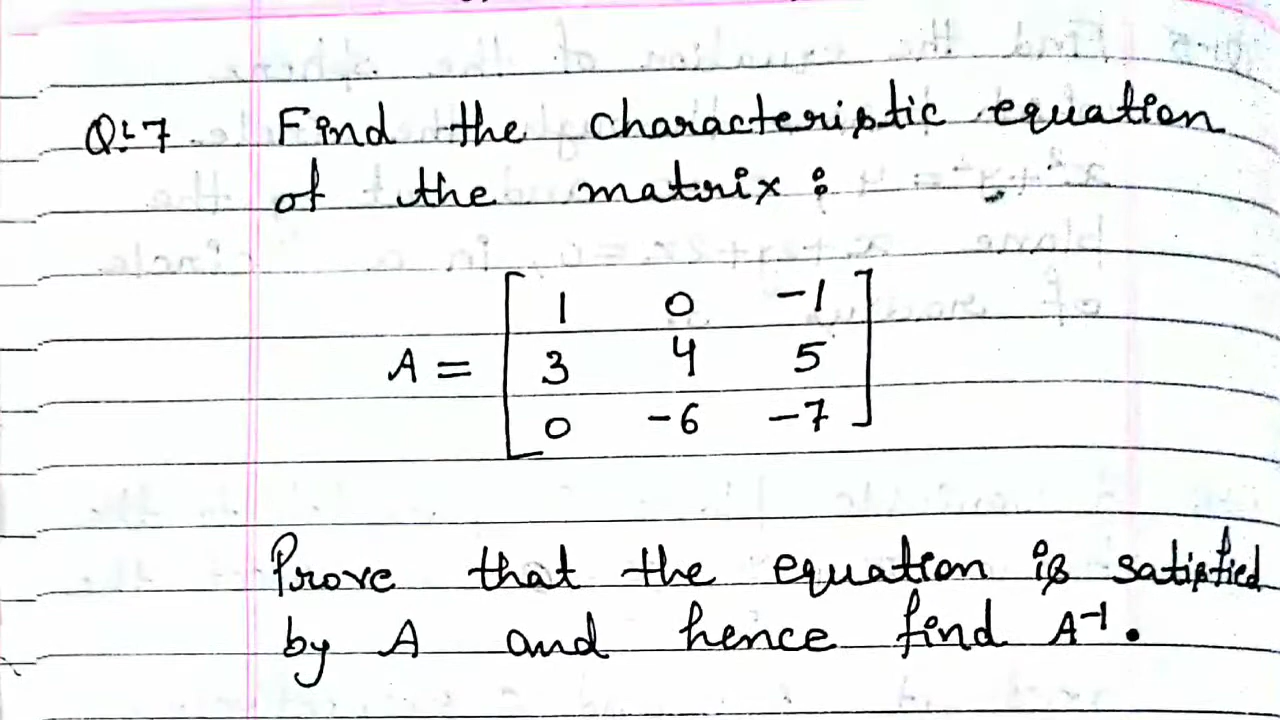 Q:-7 Find the characteristic equation
of the matrix :
A = [ 1 0 -1
3 4 5
0 -6 -7 ]
Prove that the equation is satisfied
by A and hence find A⁻¹.